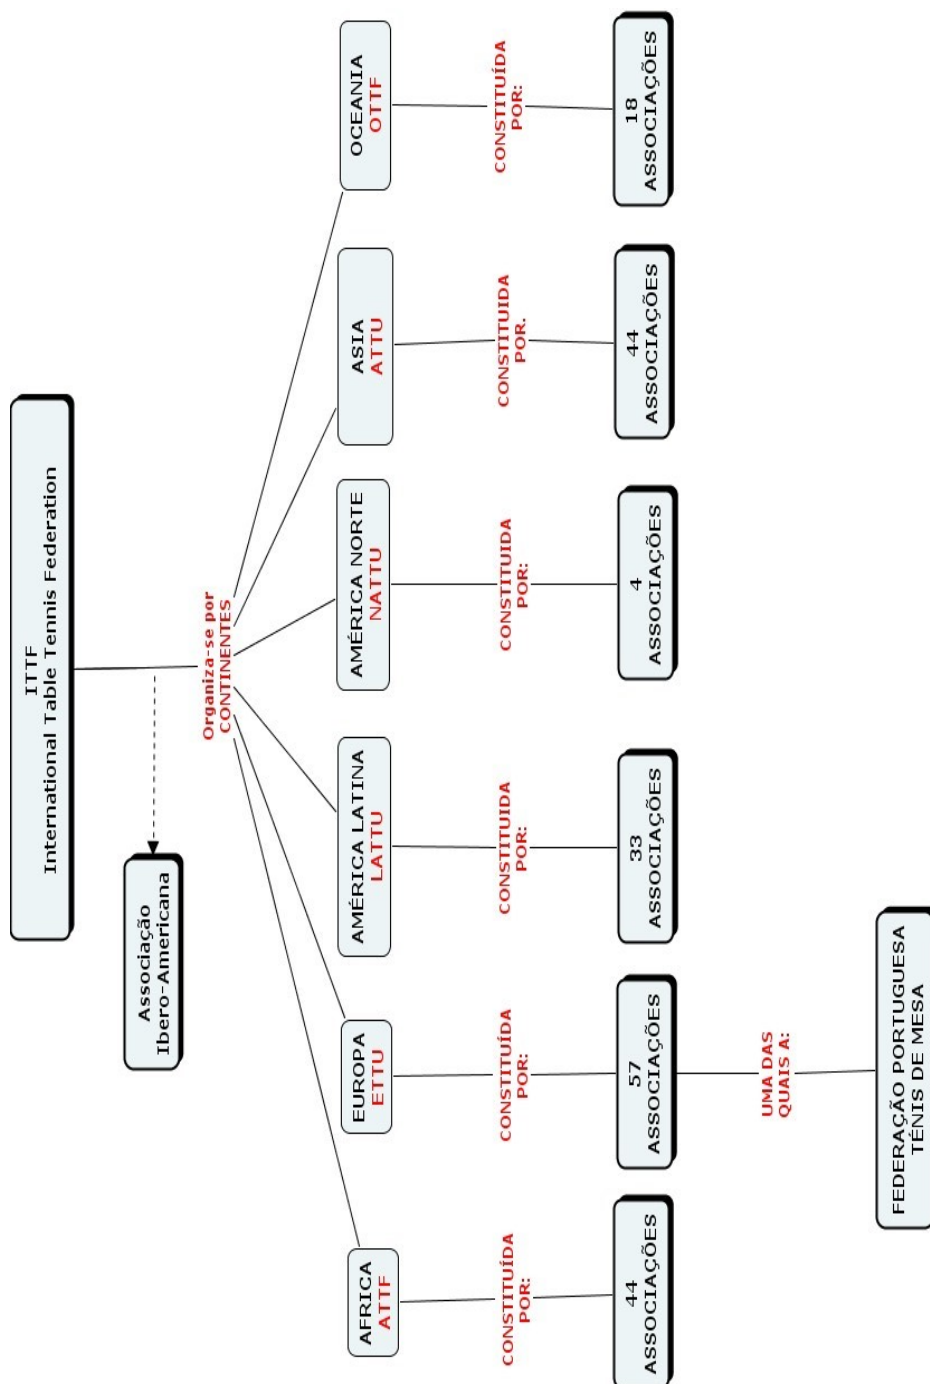 ITTF
International Table Tennis Federation
Associação
Ibero-Americana
Organiza-se por
CONTINENTES
AFRICA
ATTF
EUROPA
ETTU
AMÉRICA LATINA
LATTU
AMÉRICA NORTE
NATTU
ASIA
ATTU
OCEANIA
OTTF
CONSTITUÍDA
POR:
CONSTITUÍDA
POR:
CONSTITUIDA
POR:
CONSTITUIDA
POR:
CONSTITUIDA
POR.
CONSTITUÍDA
POR:
44
ASSOCIAÇÕES
57
ASSOCIAÇÕES
33
ASSOCIAÇÕES
4
ASSOCIAÇÕES
44
ASSOCIAÇÕES
18
ASSOCIAÇÕES
UMA DAS
QUAIS A:
FEDERAÇÃO PORTUGUESA
TÉNIS DE MESA